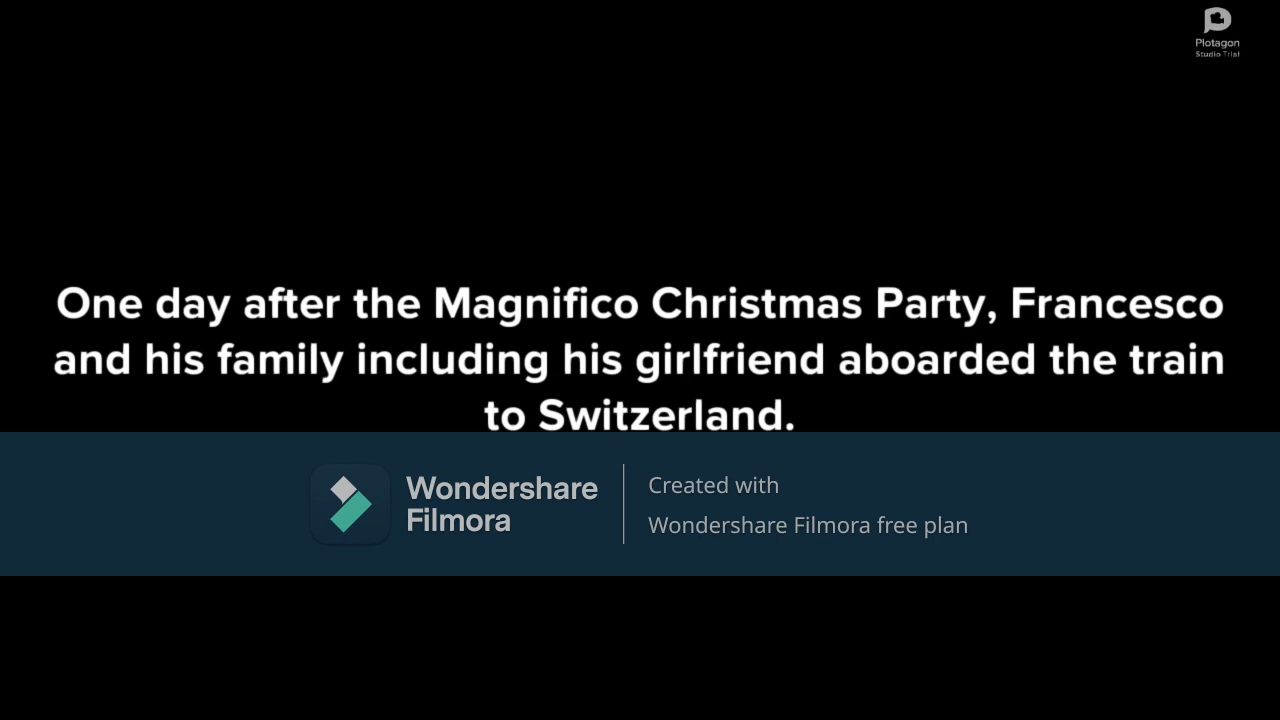 Plotagon
Studio Trial
One day after the Magnifico Christmas Party, Francesco
and his family including his girlfriend aboarded the train
to Switzerland.
Wondershare
Filmora
Created with
Wondershare Filmora free plan